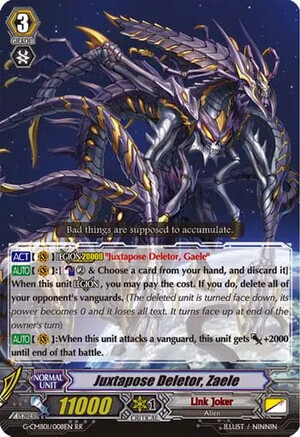 3
GRADE
Bad things are supposed to accumulate.
ACT 1 LEGION 20000 "Juxtapose Deletor, Gaele"
AUTO 1 :[ 2 & Choose a card from your hand, and discard it]
When this unit LEGION, you may pay the cost. If you do, delete all
of your opponent's vanguards. (The deleted unit is turned face down, its
power becomes 0 and it loses all text. It turns face up at end of the
owner's turn)
AUTO 1 :When this unit attacks a vanguard, this unit gets +2000
until end of that battle.
NORMAL UNIT
Juxtapose Deletor, Zaele
POWER 11000
1 CRITICAL
Link Joker
Alien
G-CMB01/008EN RR
ILLUST / NINNIN